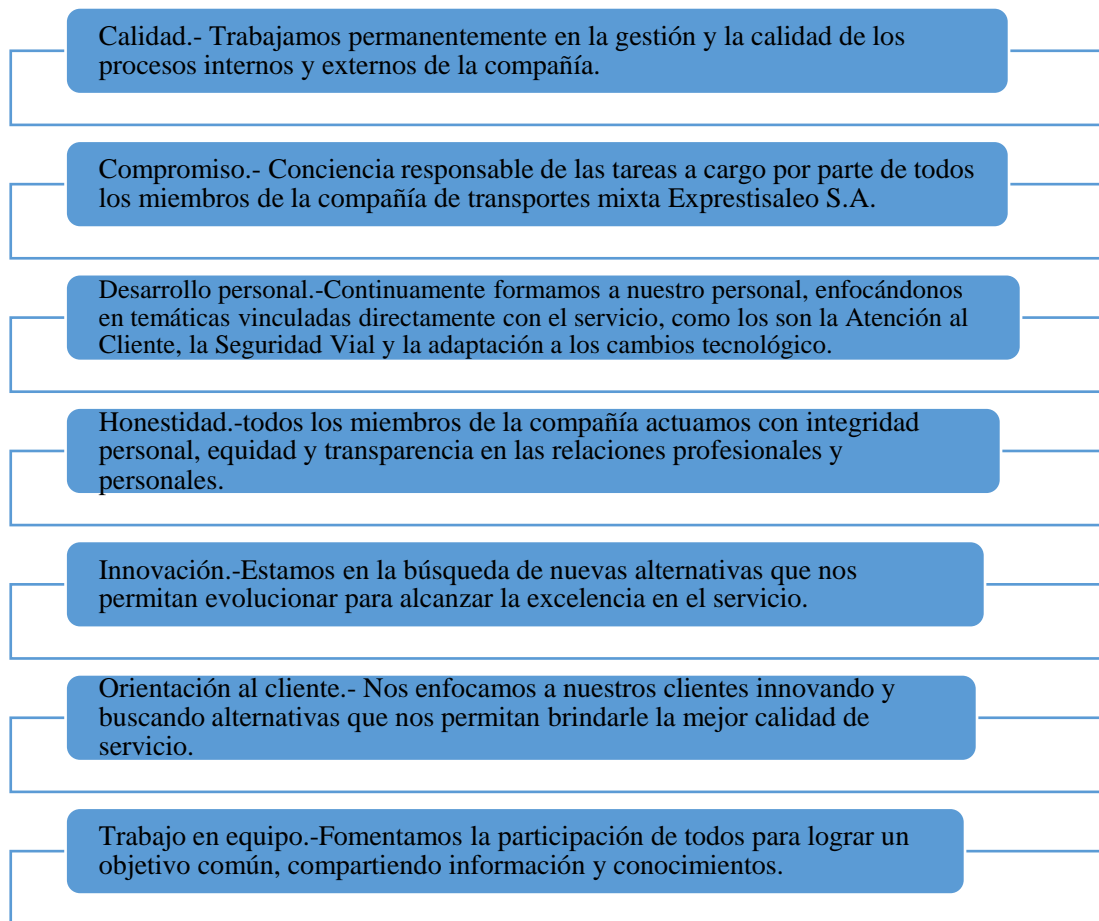 Calidad.- Trabajamos permanentemente en la gestión y la calidad de los
procesos internos y externos de la compañía.
Compromiso.- Conciencia responsable de las tareas a cargo por parte de todos
los miembros de la compañía de transportes mixta Exprestisaleo S.A.
Desarrollo personal.-Continuamente formamos a nuestro personal, enfocándonos
en temáticas vinculadas directamente con el servicio, como los son la Atención al
Cliente, la Seguridad Vial y la adaptación a los cambios tecnológico.
Honestidad.-todos los miembros de la compañía actuamos con integridad
personal, equidad y transparencia en las relaciones profesionales y
personales.
Innovación.-Estamos en la búsqueda de nuevas alternativas que nos
permitan evolucionar para alcanzar la excelencia en el servicio.
Orientación al cliente.- Nos enfocamos a nuestros clientes innovando y
buscando alternativas que nos permitan brindarle la mejor calidad de
servicio.
Trabajo en equipo.-Fomentamos la participación de todos para lograr un
objetivo común, compartiendo información y conocimientos.